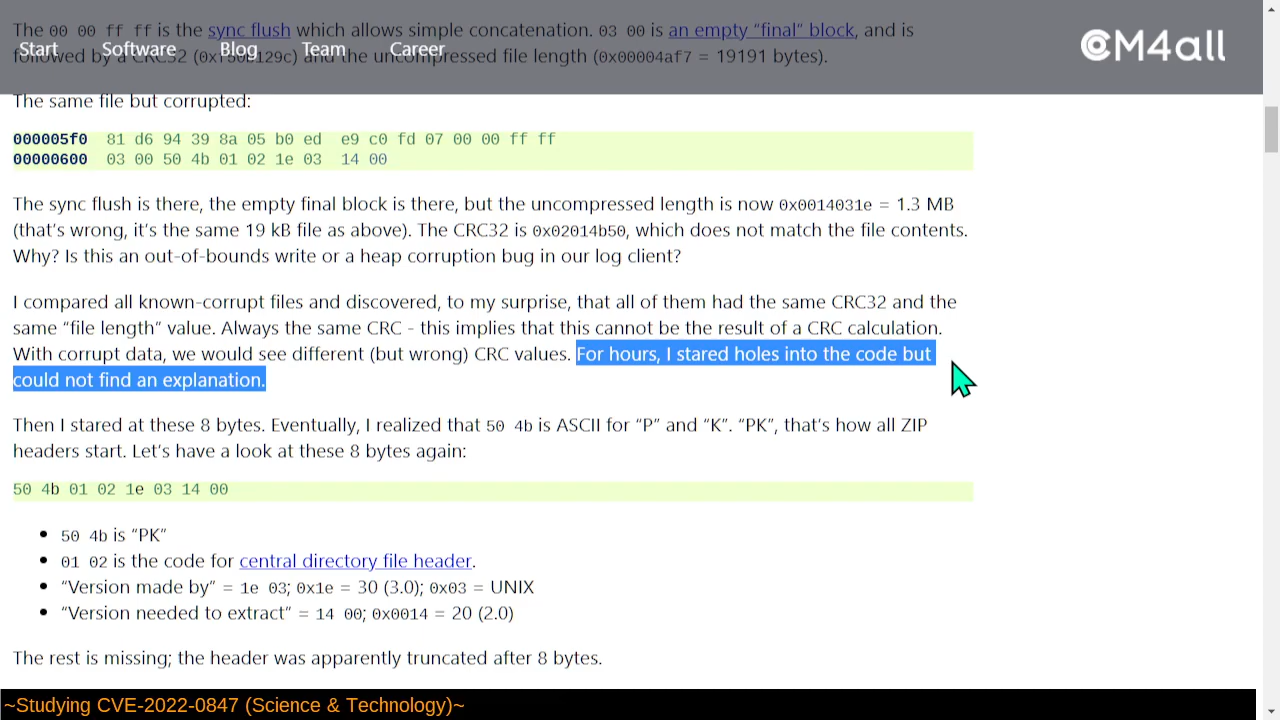 The 00 00 ff ff is the sync flush which allows simple concatenation. 03 00 is an empty “final” block, and is
Start Software Blog Team Career
CM4all
followed by a CRC32 (0xf50b129c) and the uncompressed file length (0x00004af7 = 19191 bytes).
The same file but corrupted:
000005f0 81 d6 94 39 8a 05 b0 ed e9 c0 fd 07 00 00 ff ff
00000600 03 00 50 4b 01 02 1e 03 14 00
The sync flush is there, the empty final block is there, but the uncompressed length is now 0x0014031e = 1.3 MB
(that’s wrong, it’s the same 19 kB file as above). The CRC32 is 0x02014b50, which does not match the file contents.
Why? Is this an out-of-bounds write or a heap corruption bug in our log client?
I compared all known-corrupt files and discovered, to my surprise, that all of them had the same CRC32 and the
same “file length” value. Always the same CRC - this implies that this cannot be the result of a CRC calculation.
With corrupt data, we would see different (but wrong) CRC values. For hours, I stared holes into the code but
could not find an explanation.
Then I stared at these 8 bytes. Eventually, I realized that 50 4b is ASCII for “P” and “K”. “PK”, that’s how all ZIP
headers start. Let’s have a look at these 8 bytes again:
50 4b 01 02 1e 03 14 00
50 4b is “PK”
01 02 is the code for central directory file header.
“Version made by” = 1e 03; 0x1e = 30 (3.0); 0x03 = UNIX
“Version needed to extract” = 14 00; 0x0014 = 20 (2.0)
The rest is missing; the header was apparently truncated after 8 bytes.
~Studying CVE-2022-0847 (Science & Technology)~